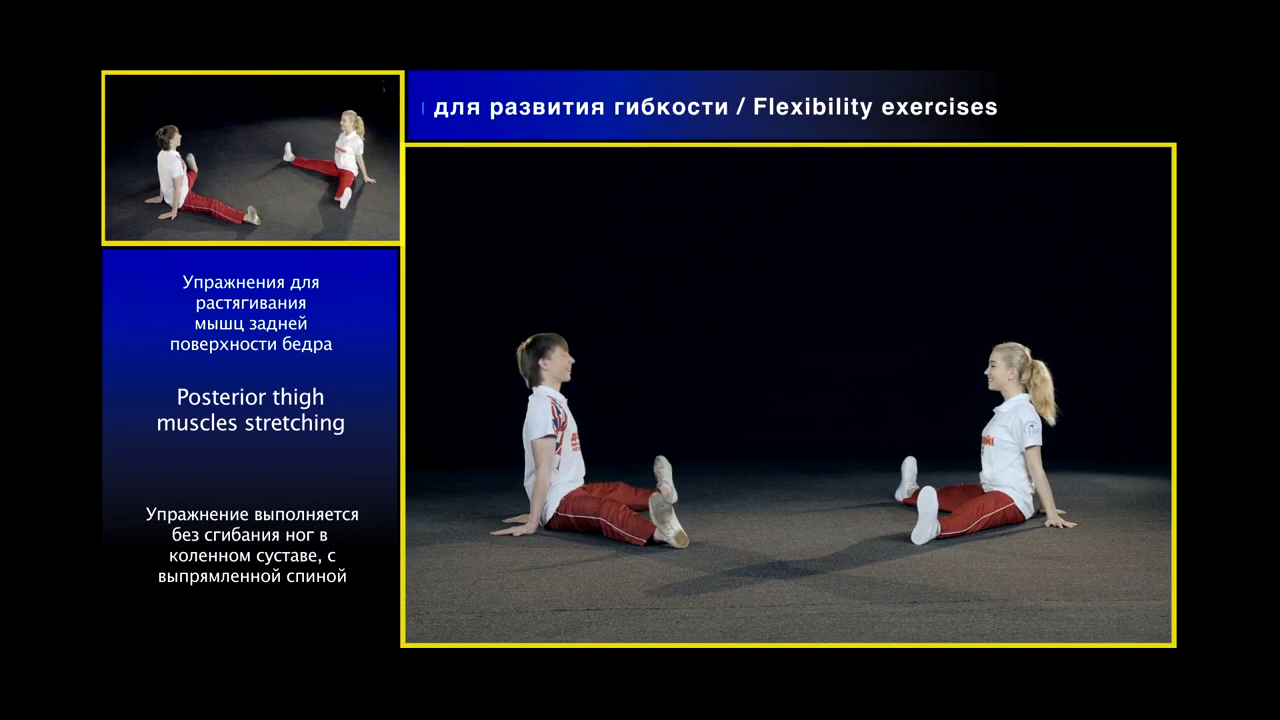 для развития гибкости / Flexibility exercises
Упражнения для
растягивания
мышц задней
поверхности бедра
Posterior thigh
muscles stretching
Упражнение выполняется
без сгибания ног в
коленном суставе, с
выпрямленной спиной